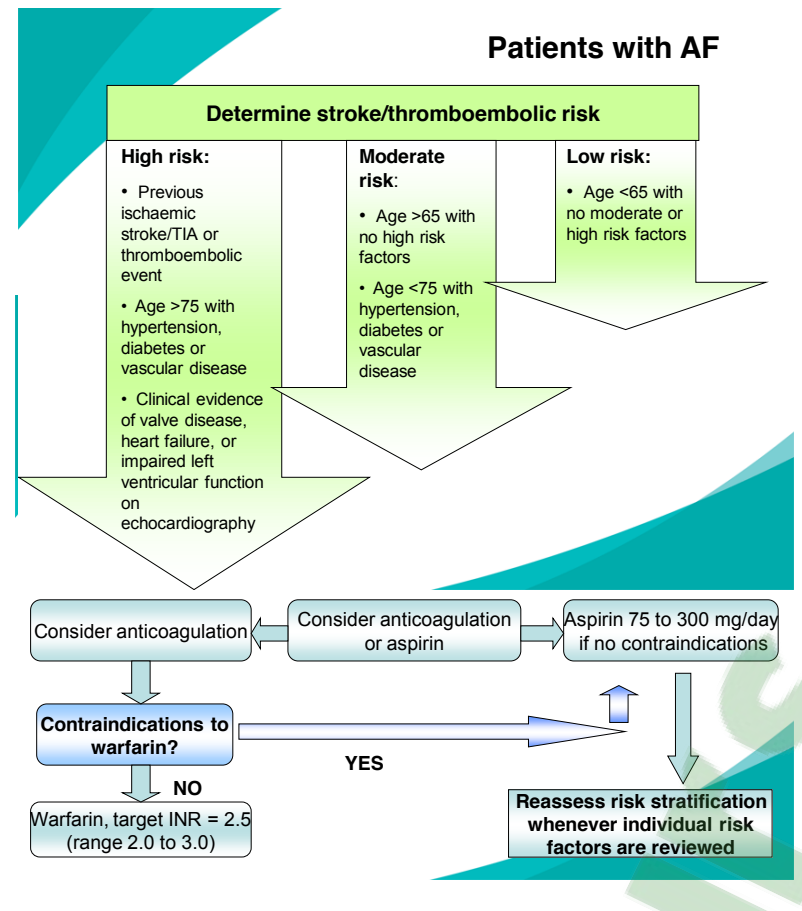 Patients with AF
Determine stroke/thromboembolic risk
High risk:
• Previous
ischaemic
stroke/TIA or
thromboembolic
event
• Age >75 with
hypertension,
diabetes or
vascular disease
• Clinical evidence
of valve disease,
heart failure, or
impaired left
ventricular function
on
echocardiography
Moderate
risk:
• Age >65 with
no high risk
factors
• Age <75 with
hypertension,
diabetes or
vascular
disease
Low risk:
• Age <65 with
no moderate or
high risk factors
Consider anticoagulation
Consider anticoagulation
or aspirin
Aspirin 75 to 300 mg/day
if no contraindications
Contraindications to
warfarin?
YES
NO
Warfarin, target INR = 2.5
(range 2.0 to 3.0)
Reassess risk stratification
whenever individual risk
factors are reviewed